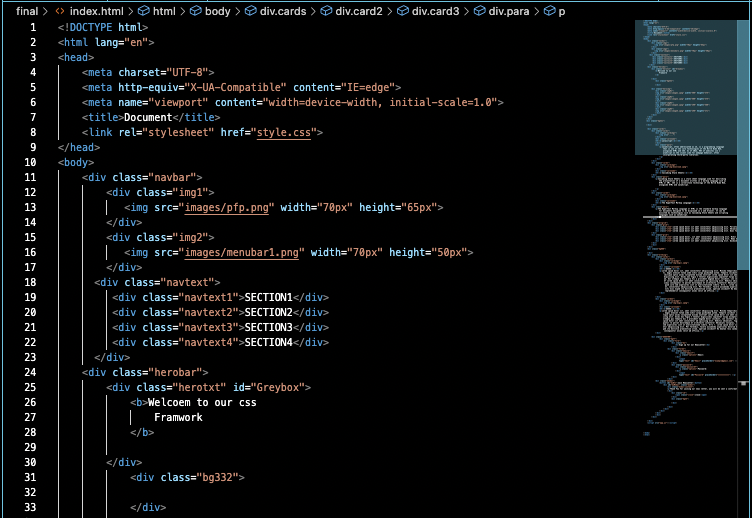 final > index.html > html > body > div.cards > div.card2 > div.card3 > div.para > p
1 <!DOCTYPE html>
2 <html lang="en">
3 <head>
4 <meta charset="UTF-8">
5 <meta http-equiv="X-UA-Compatible" content="IE=edge">
6 <meta name="viewport" content="width=device-width, initial-scale=1.0">
7 <title>Document</title>
8 <link rel="stylesheet" href="style.css">
9 </head>
10 <body>
11 <div class="navbar">
12 <div class="img1">
13 <img src="images/pfp.png" width="70px" height="65px">
14 </div>
15 <div class="img2">
16 <img src="images/menubar1.png" width="70px" height="50px">
17 </div>
18 <div class="navtext">
19 <div class="navtext1">SECTION1</div>
20 <div class="navtext2">SECTION2</div>
21 <div class="navtext3">SECTION3</div>
22 <div class="navtext4">SECTION4</div>
23 </div>
24 <div class="herobar">
25 <div class="herotxt" id="Greybox">
26 <b>Welcoem to our css
27 Framwork
28 </b>
29
30 </div>
31 <div class="bg332">
32
33 </div>